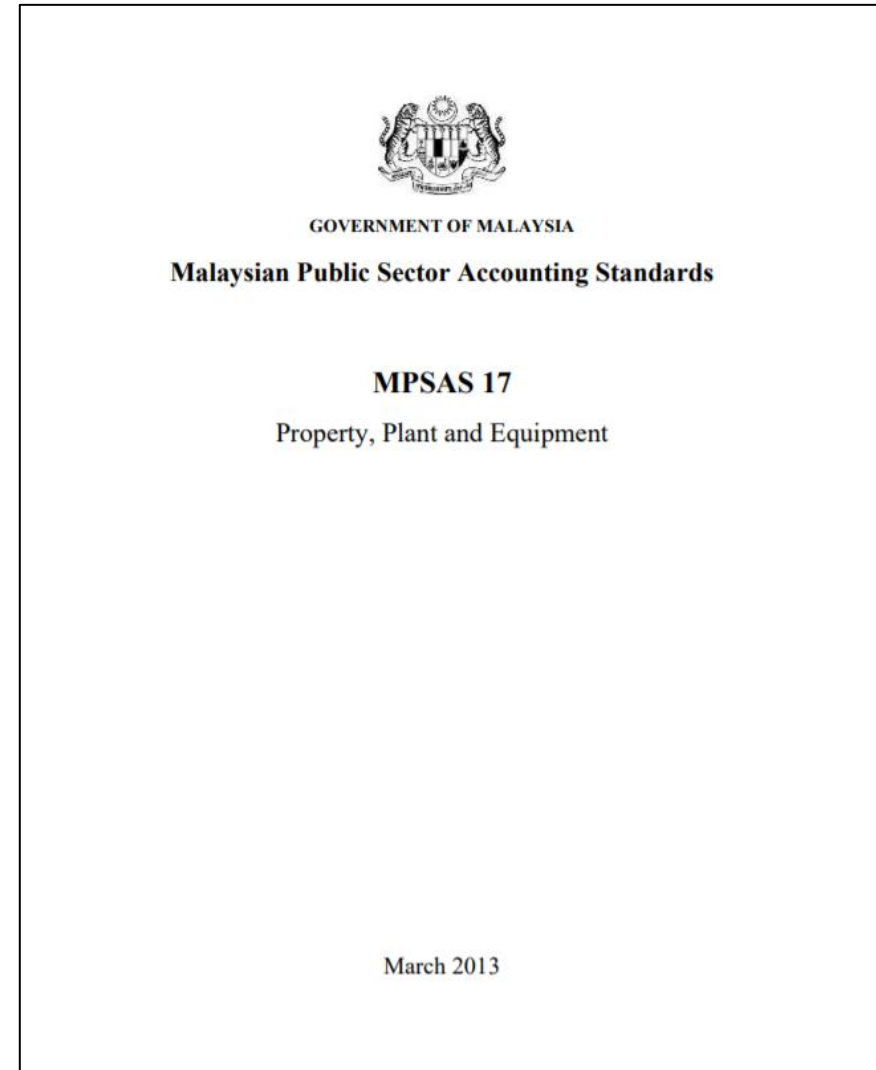 GOVERNMENT OF MALAYSIA
Malaysian Public Sector Accounting Standards
MPSAS 17
Property, Plant and Equipment
March 2013